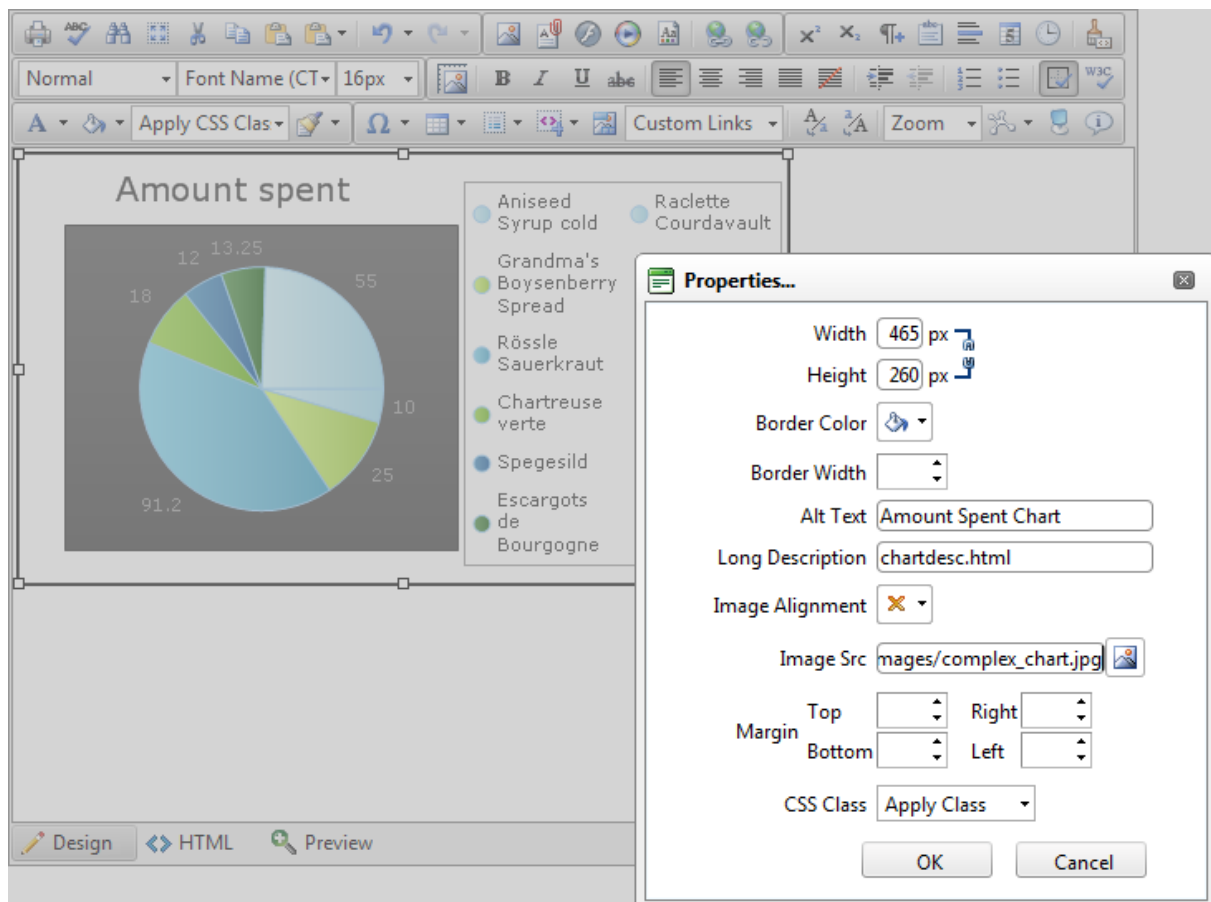 ABC
Normal
Font Name (CT
16px
B
I
U
abc
W3C
A
Apply CSS Clas
Ω
Custom Links
Zoom
Amount spent
Aniseed
Syrup cold
Raclette
Courdavault
Grandma's
Boysenberry
Spread
Rössle
Sauerkraut
Chartreuse
verte
Spegesild
Escargots
de
Bourgogne
13.25
12
55
18
10
25
91.2
Properties...
Width 465 px
Height 260 px
Border Color
Border Width
Alt Text Amount Spent Chart
Long Description chartdesc.html
Image Alignment
Image Src mages/complex_chart.jpg
Margin
Top
Right
Bottom
Left
CSS Class Apply Class
OK
Cancel
Design
HTML
Preview